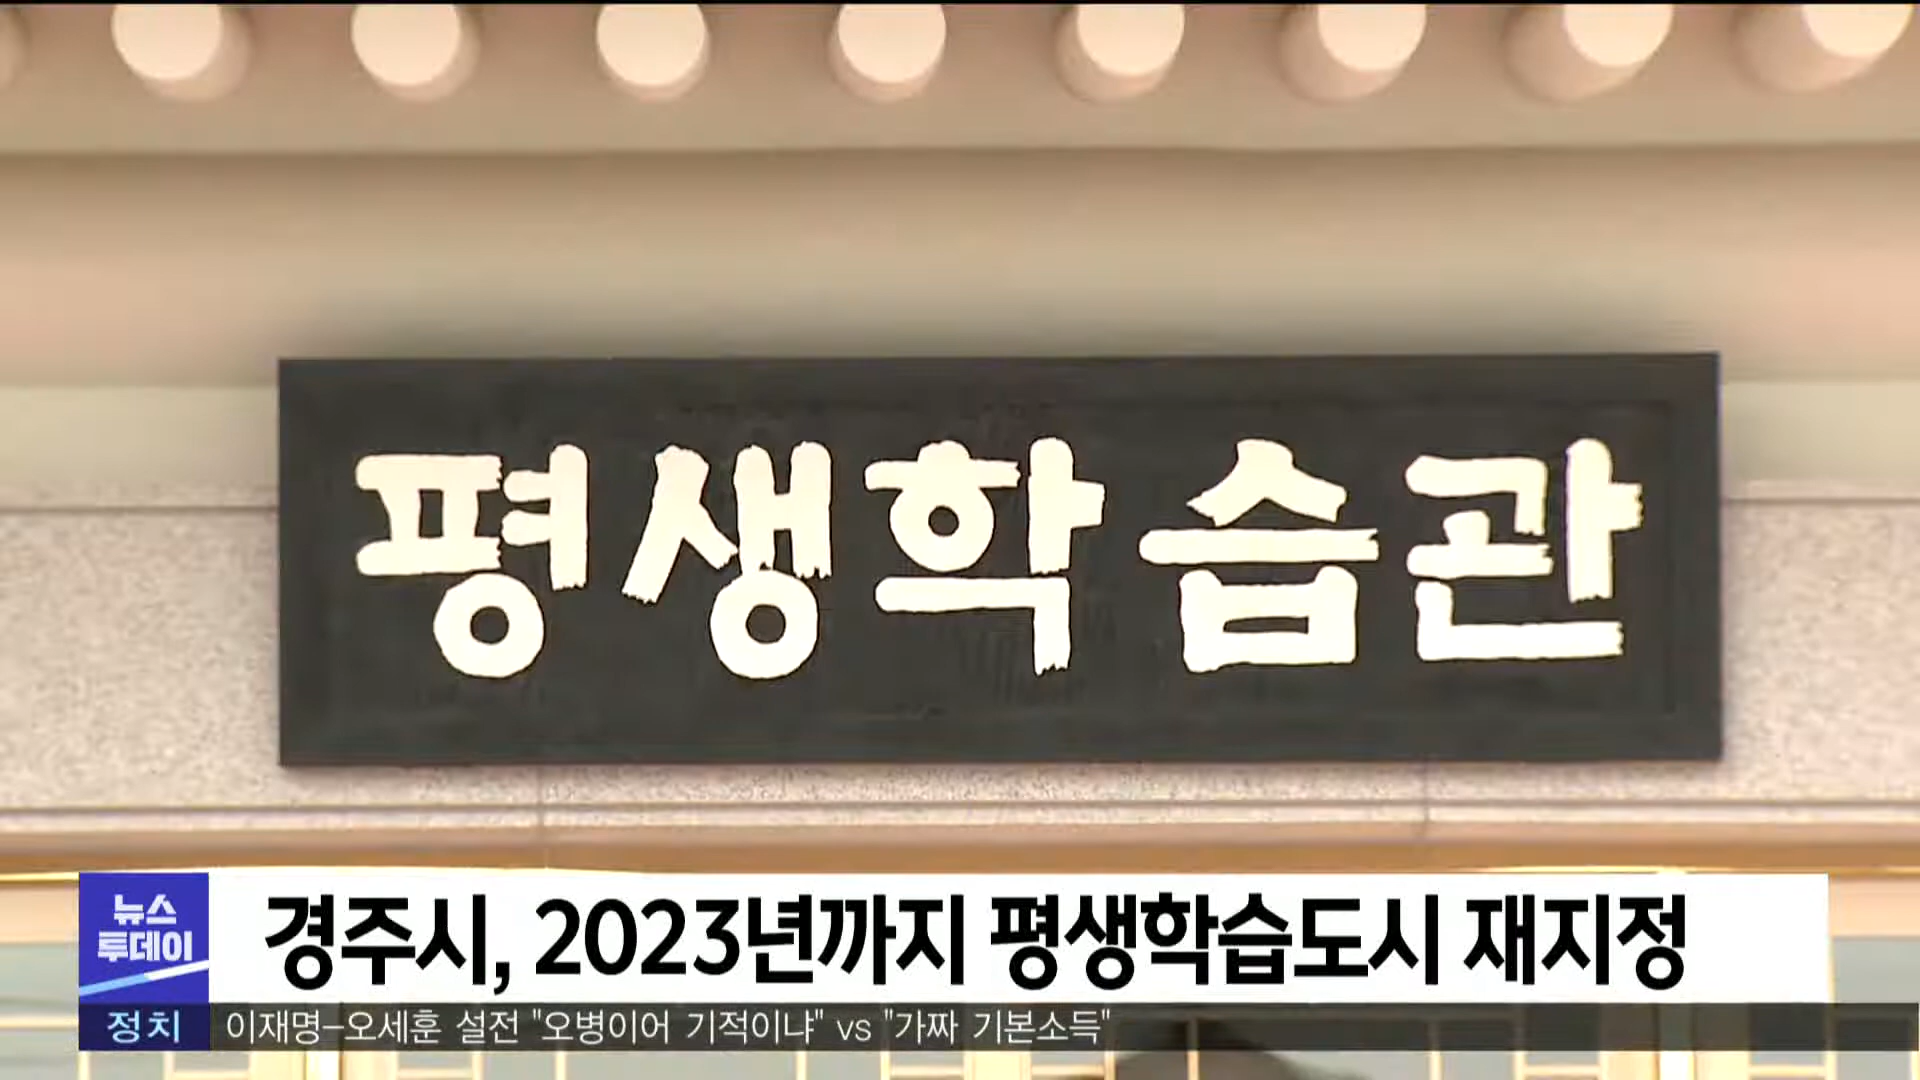 평생학습관
뉴스
투데이
경주시, 2023년까지 평생학습도시 재지정
정치
이재명-오세훈 설전 "오병이어 기적이냐" vs "가짜 기본소득"